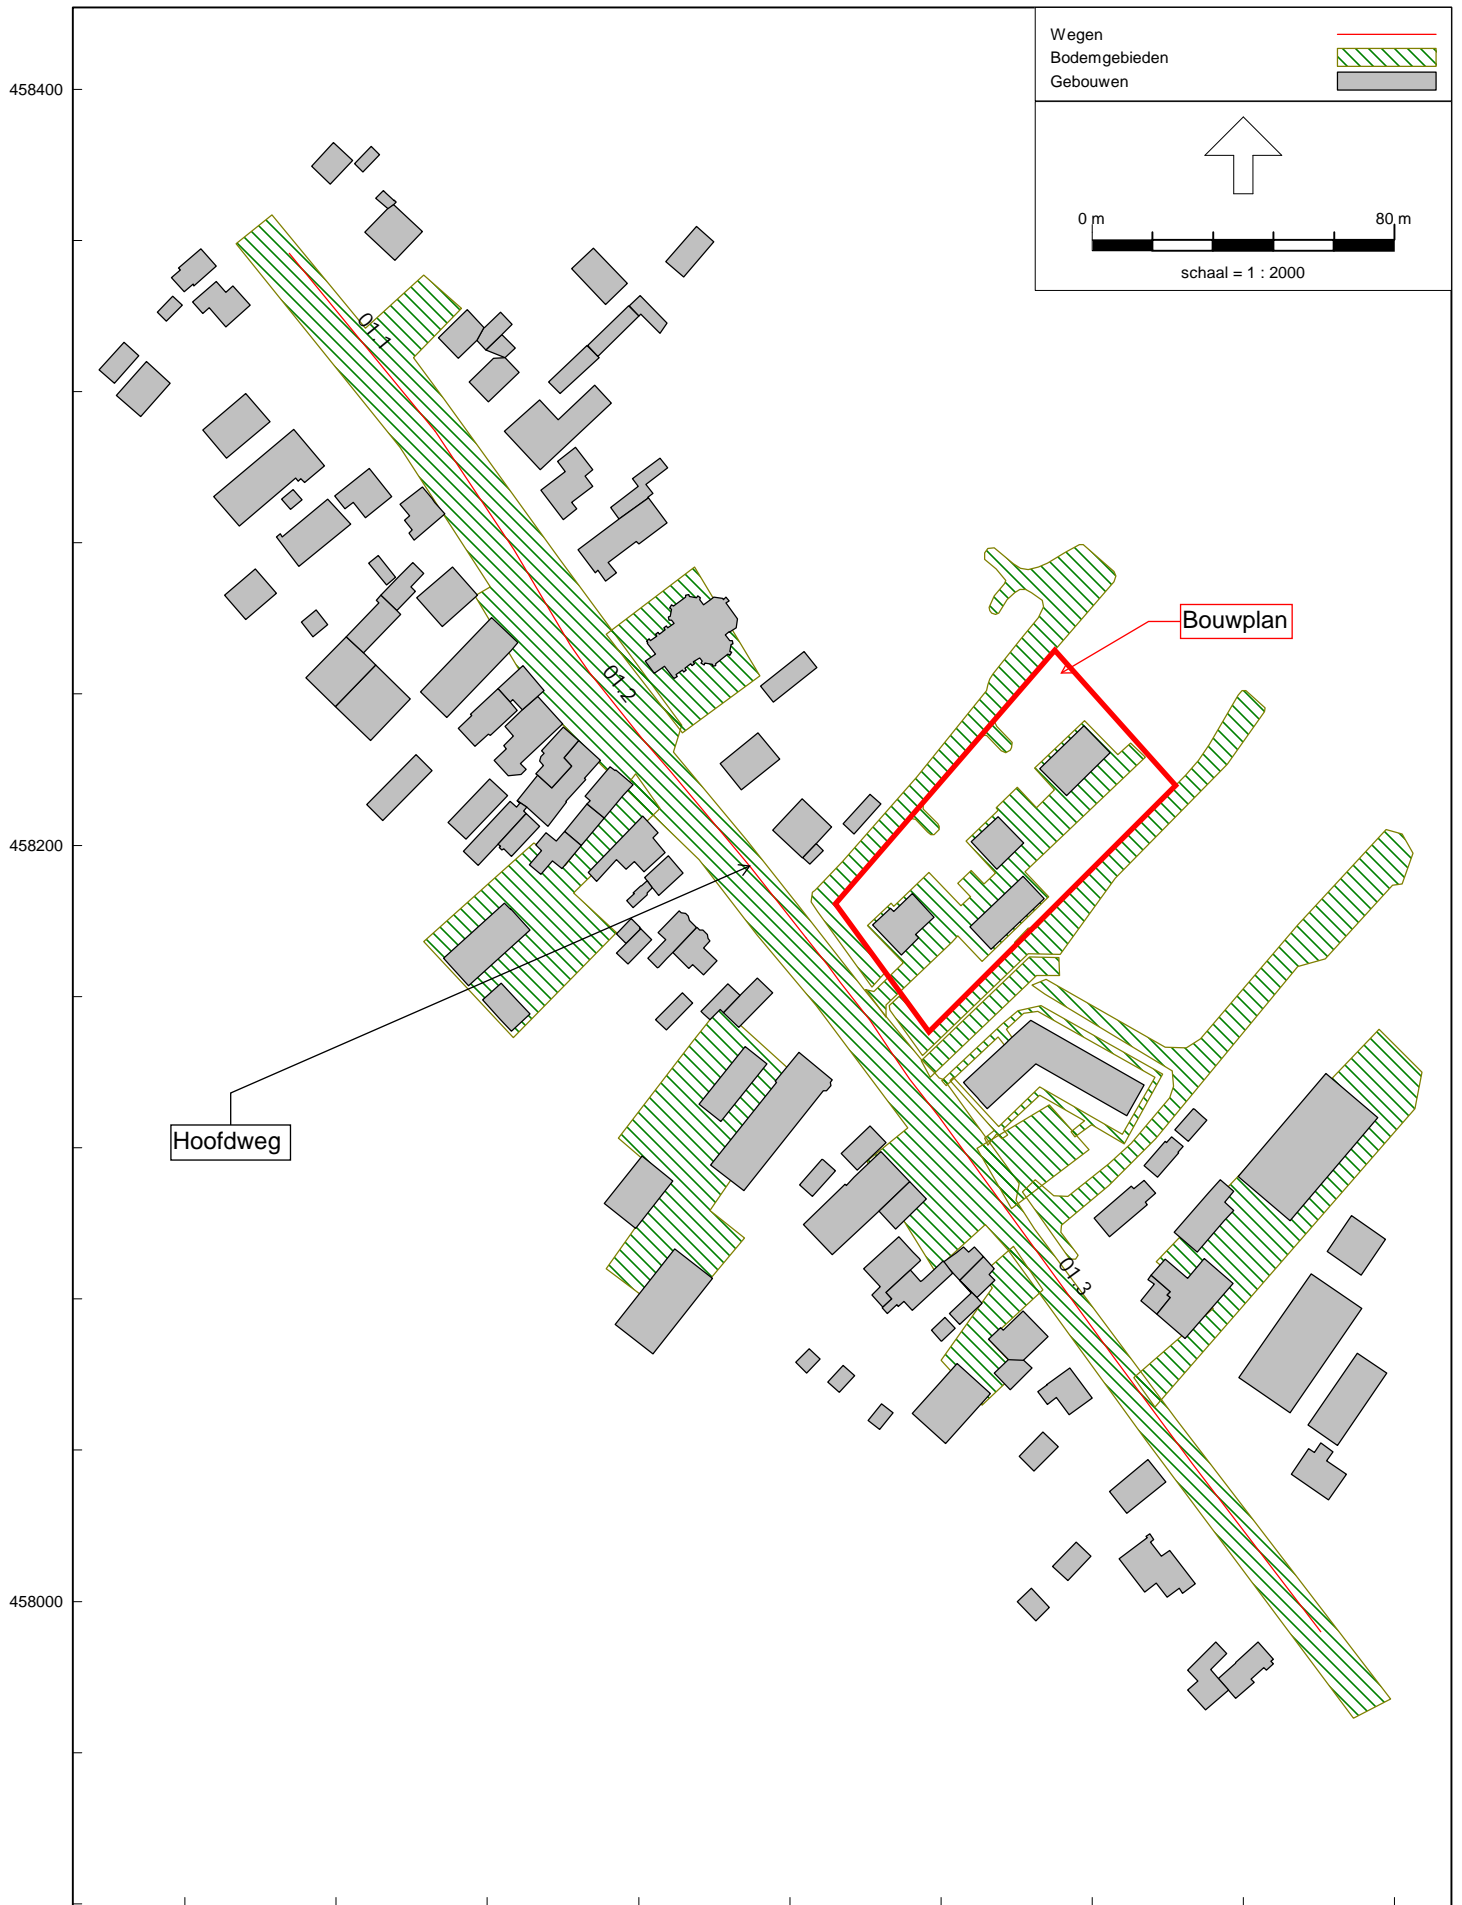 Wegen
Bodemgebieden
Gebouwen
0 m 80 m
schaal = 1 : 2000
458400
01.1
Bouwplan
01.2
458200
Hoofdweg
01.3
458000